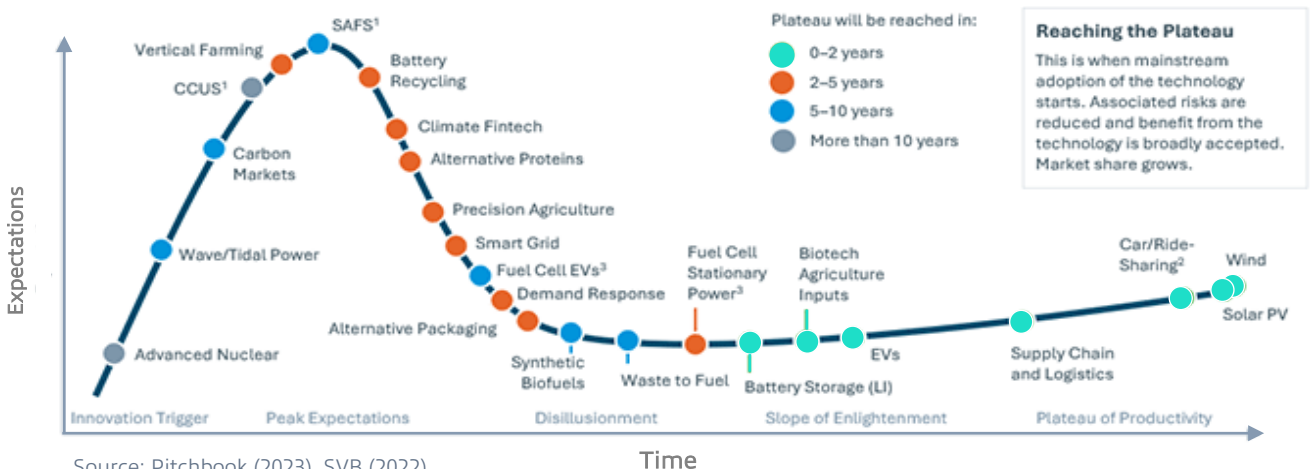 SAFS¹
Vertical Farming
CCUS¹
Battery
Recycling
Climate Fintech
Carbon
Markets
Alternative Proteins
Precision Agriculture
Wave/Tidal Power
Smart Grid
Fuel Cell EVs³
Demand Response
Alternative Packaging
Advanced Nuclear
Synthetic
Biofuels
Waste to Fuel
Fuel Cell
Stationary
Power³
Battery Storage (LI)
Biotech
Agriculture
Inputs
EVs
Supply Chain
and Logistics
Car/Ride-
Sharing²
Wind
Solar PV
Plateau will be reached in:
0–2 years
2–5 years
5–10 years
More than 10 years
Reaching the Plateau
This is when mainstream
adoption of the technology
starts. Associated risks are
reduced and benefit from the
technology is broadly accepted.
Market share grows.
Expectations
Innovation Trigger
Peak Expectations
Disillusionment
Slope of Enlightenment
Plateau of Productivity
Time
Source: Pitchbook (2023), SVB (2022)